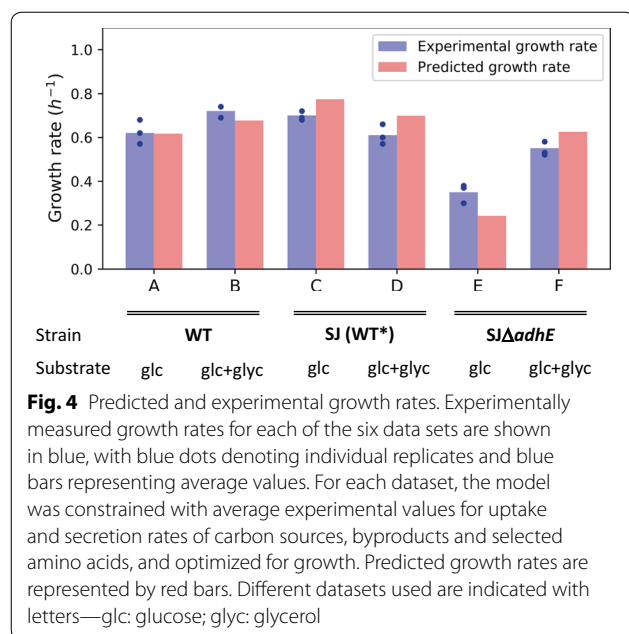 1.0
0.8
0.6
0.4
0.2
0.0
Growth rate (h⁻¹)
Experimental growth rate
Predicted growth rate
A B C D E F
Strain WT SJ (WT*) SJΔadhE
Substrate glc glc+glyc glc glc+glyc glc glc+glyc
Fig. 4 Predicted and experimental growth rates. Experimentally
measured growth rates for each of the six data sets are shown
in blue, with blue dots denoting individual replicates and blue
bars representing average values. For each dataset, the model
was constrained with average experimental values for uptake
and secretion rates of carbon sources, byproducts and selected
amino acids, and optimized for growth. Predicted growth rates are
represented by red bars. Different datasets used are indicated with
letters—glc: glucose; glyc: glycerol